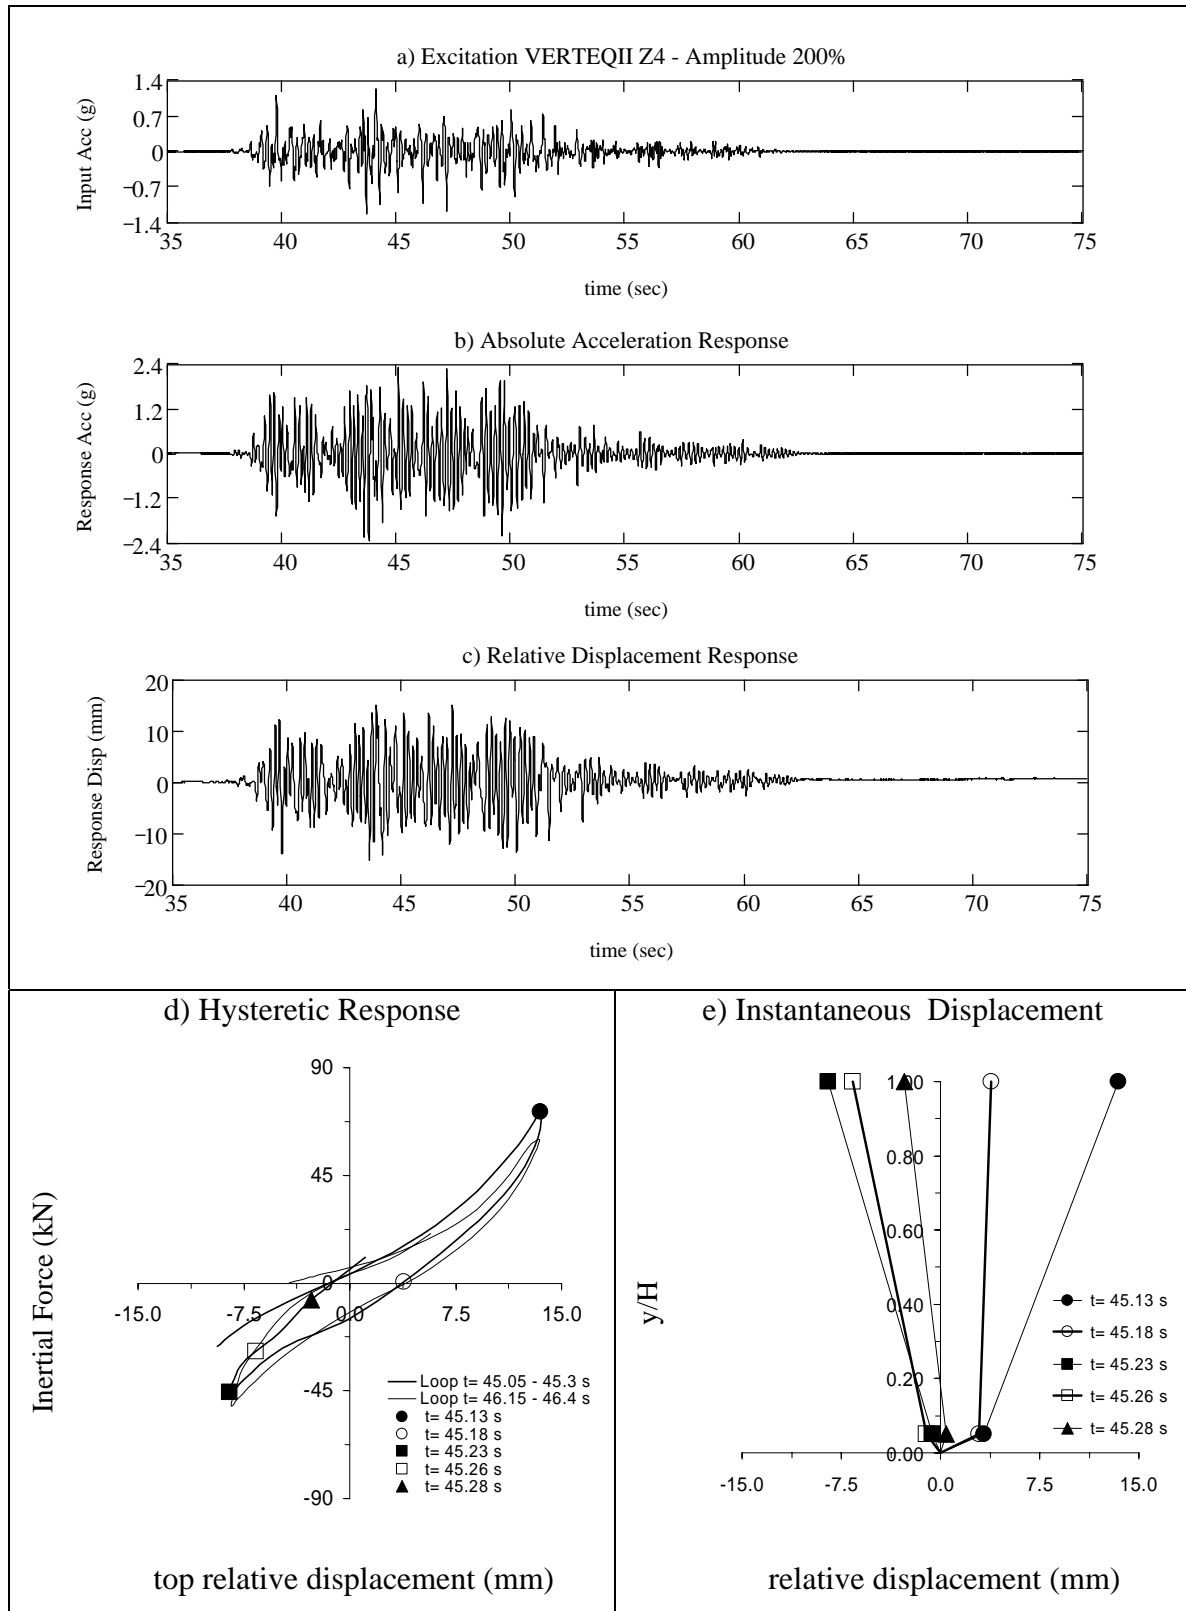 a) Excitation VERTEQII Z4 - Amplitude 200%
Input Acc (g)
1.4
0.7
0
−0.7
−1.4
35 40 45 50 55 60 65 70 75
time (sec)
b) Absolute Acceleration Response
Response Acc (g)
2.4
1.2
0
−1.2
−2.4
35 40 45 50 55 60 65 70 75
time (sec)
c) Relative Displacement Response
Response Disp (mm)
20
10
0
−10
−20
35 40 45 50 55 60 65 70 75
time (sec)
d) Hysteretic Response
Inertial Force (kN)
90
45
0
-45
-90
-15.0 -7.5 0.0 7.5 15.0
Loop t= 45.05 - 45.3 s
Loop t= 46.15 - 46.4 s
t= 45.13 s
t= 45.18 s
t= 45.23 s
t= 45.26 s
t= 45.28 s
top relative displacement (mm)
e) Instantaneous Displacement
y/H
1.00
0.80
0.60
0.40
0.20
0.00
-15.0 -7.5 0.0 7.5 15.0
t= 45.13 s
t= 45.18 s
t= 45.23 s
t= 45.26 s
t= 45.28 s
relative displacement (mm)